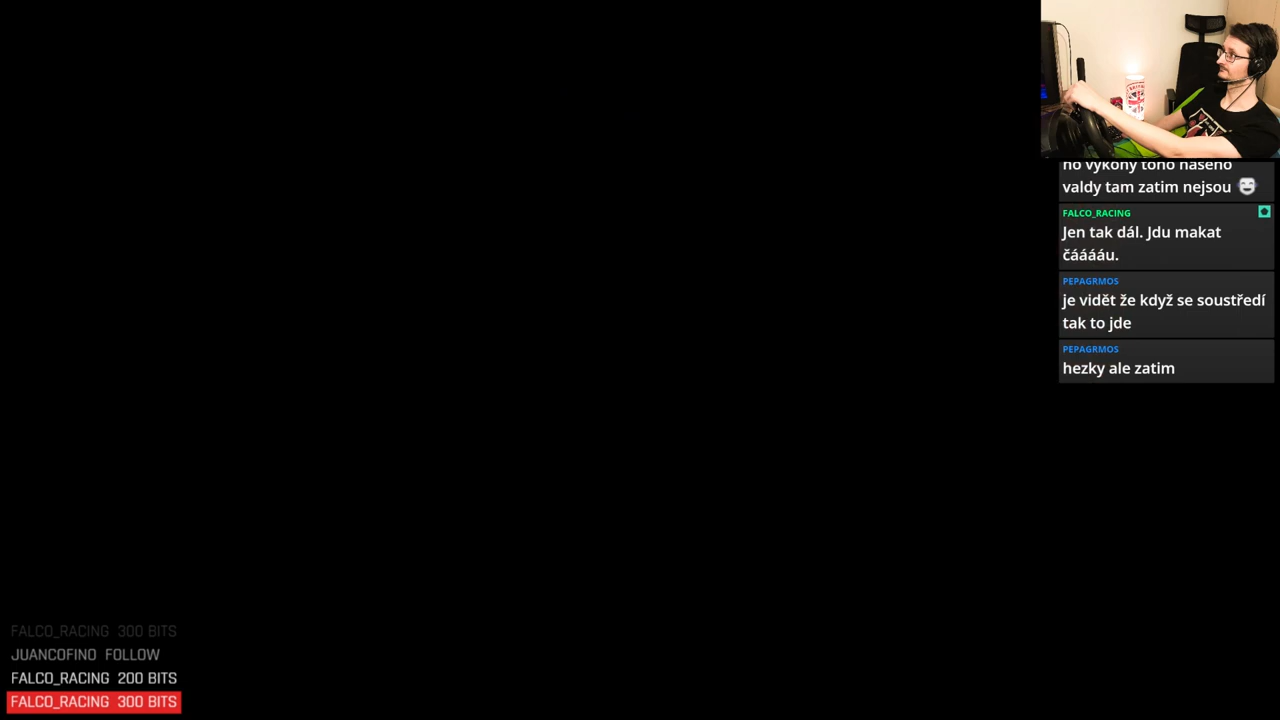 no výkony toho našeho
valdy tam zatim nejsou
FALCO_RACING
Jen tak dál. Jdu makat
čááááu.
PEPAGRMOS
je vidět že když se soustředí
tak to jde
PEPAGRMOS
hezky ale zatim
FALCO_RACING 300 BITS
JUANCOFINO FOLLOW
FALCO_RACING 200 BITS
FALCO_RACING 300 BITS